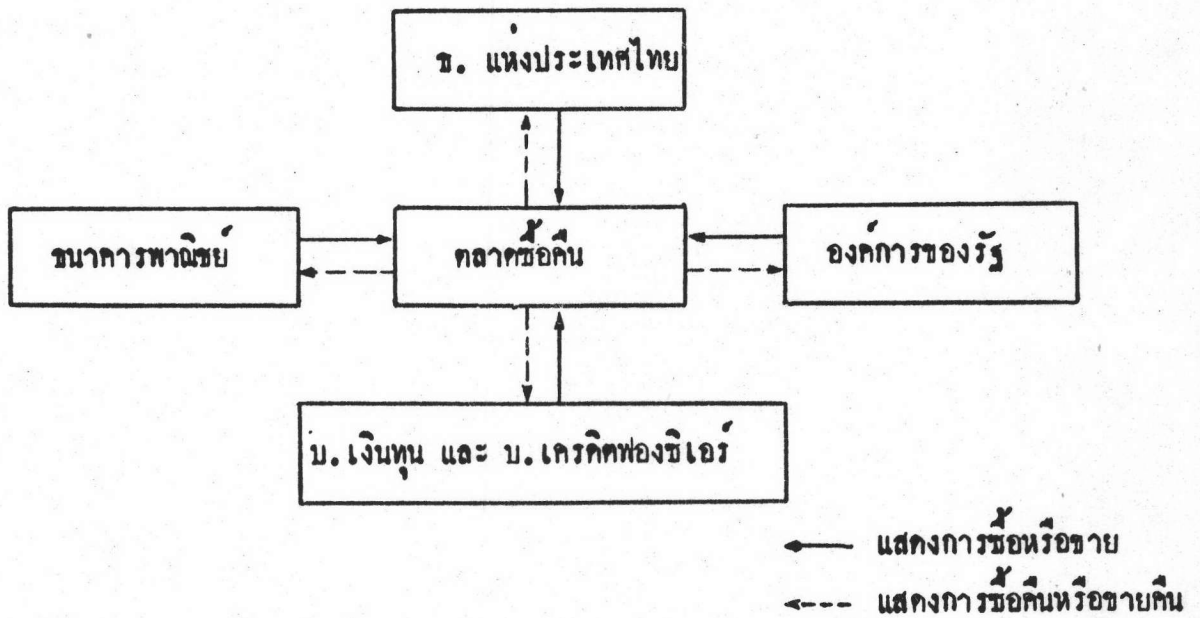 ธ. แห่งประเทศไทย
ธนาคารพาณิชย์
ตลาดซื้อคืน
องค์การของรัฐ
บ.เงินทุน และ บ.เครดิตฟองซิเอร์
แสดงการซื้อหรือขาย
แสดงการซื้อคืนหรือขายคืน